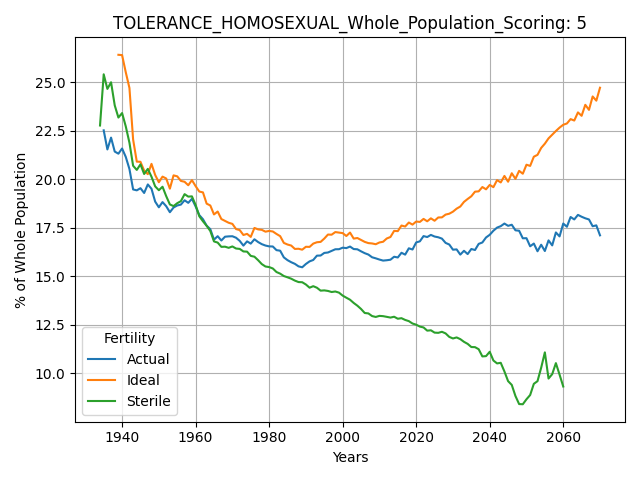 TOLERANCE_HOMOSEXUAL_Whole_Population_Scoring: 5
% of Whole Population
25.0
22.5
20.0
17.5
15.0
12.5
10.0
Fertility
Actual
Ideal
Sterile
1940 1960 1980 2000 2020 2040 2060
Years